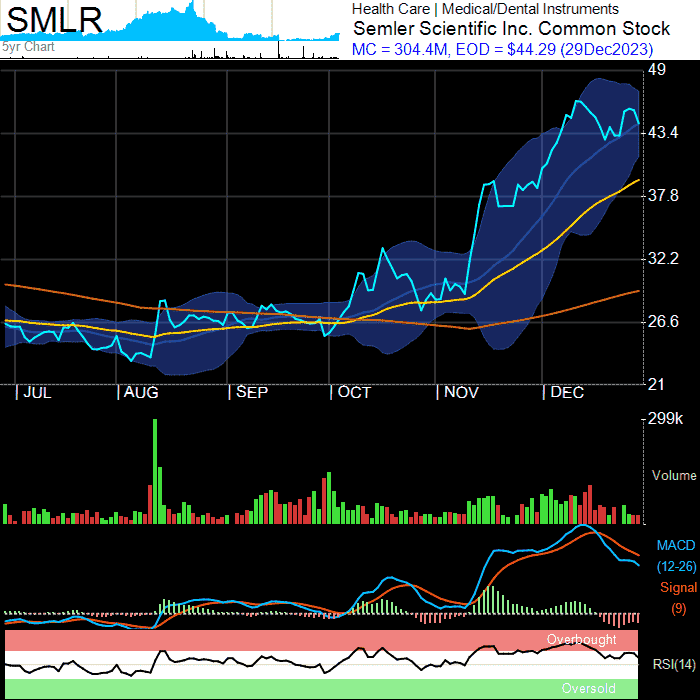 SMLR
5yr Chart
Health Care | Medical/Dental Instruments
Semler Scientific Inc. Common Stock
MC = 304.4M, EOD = $44.29 (29Dec2023)
49
43.4
37.8
32.2
26.6
21
JUL
AUG
SEP
OCT
NOV
DEC
299k
Volume
MACD
(12-26)
Signal
(9)
Overbought
RSI(14)
Oversold